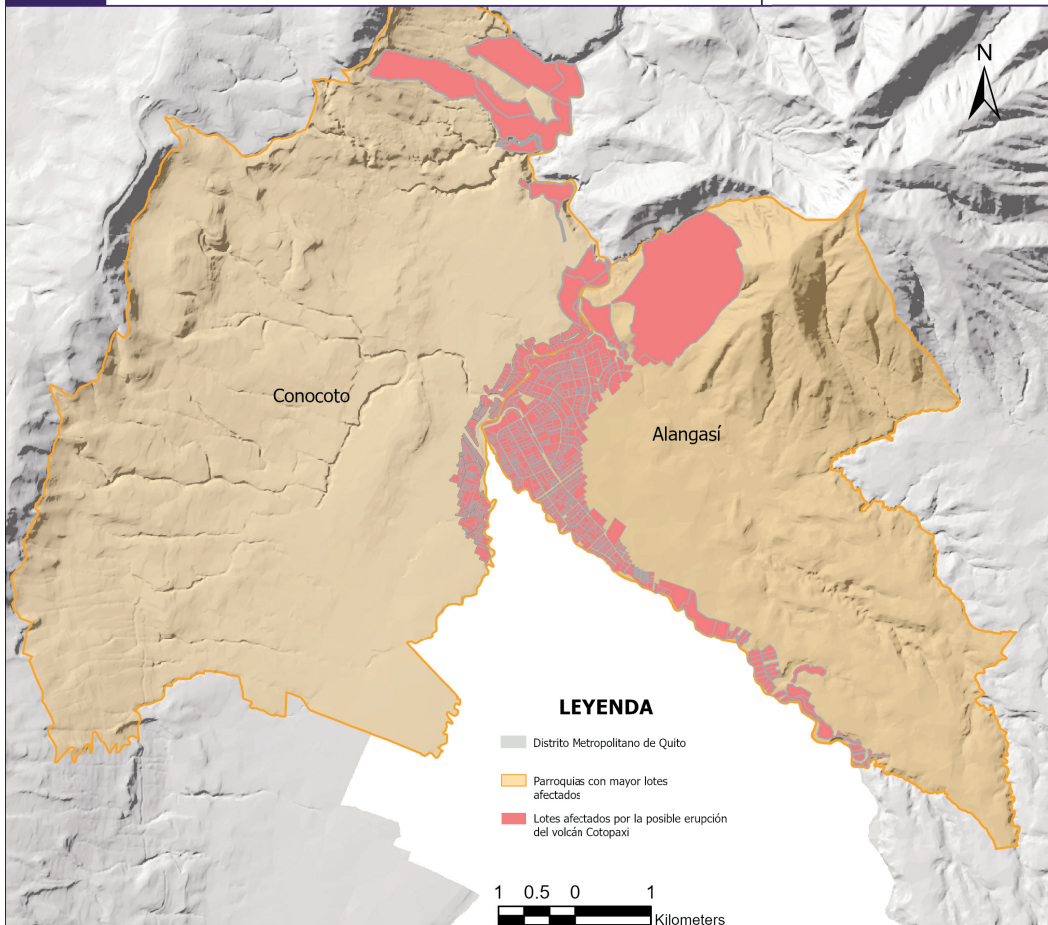 N
Conocoto
Alangasí
LEYENDA
Distrito Metropolitano de Quito
Parroquias con mayor lotes
afectados
Lotes afectados por la posible erupción
del volcán Cotopaxi
1 0.5 0 1
Kilometers